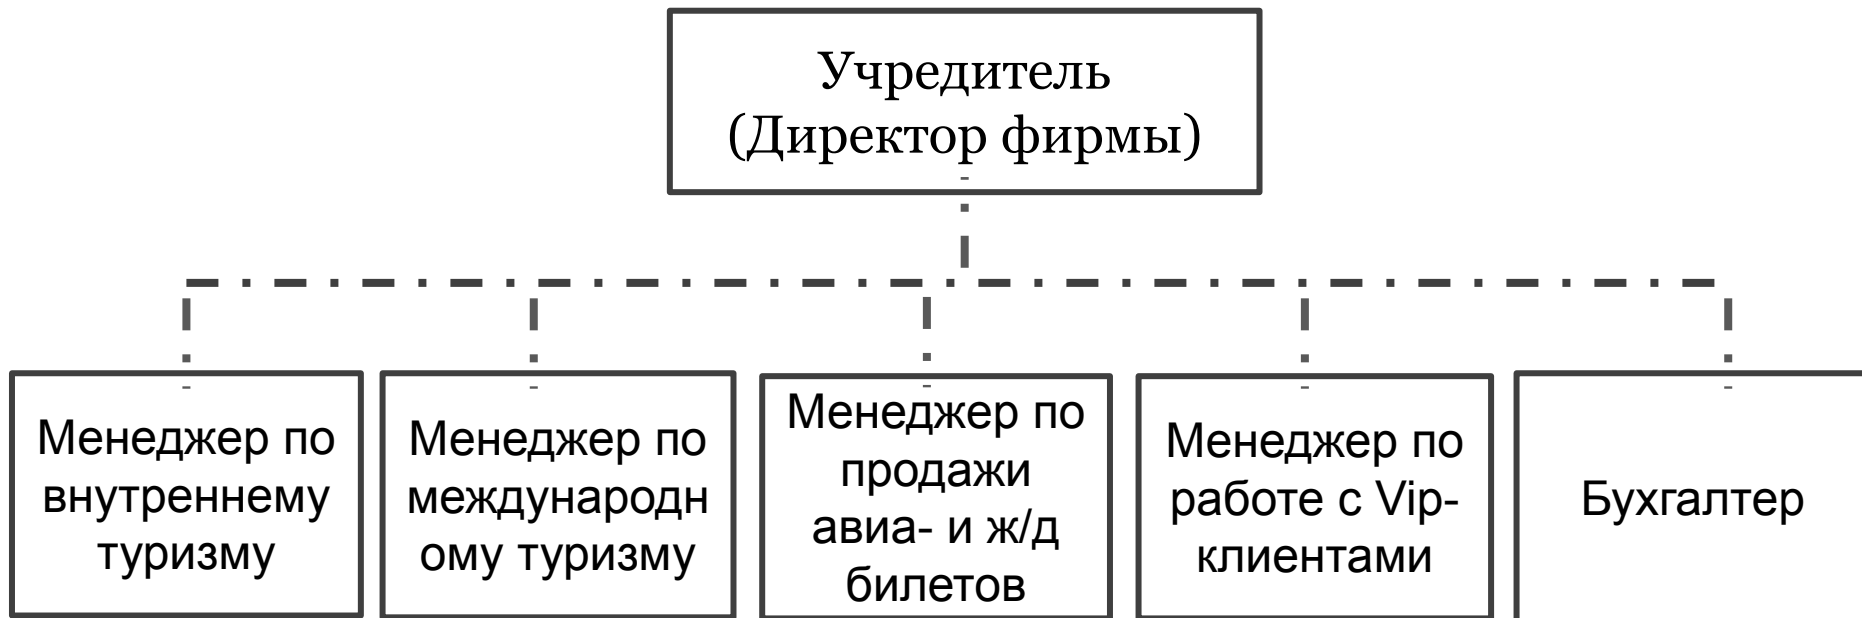 Учредитель
(Директор фирмы)
Менеджер по
внутреннему
туризму
Менеджер по
международн
ому туризму
Менеджер по
продажи
авиа- и ж/д
билетов
Менеджер по
работе с Vip-
клиентами
Бухгалтер